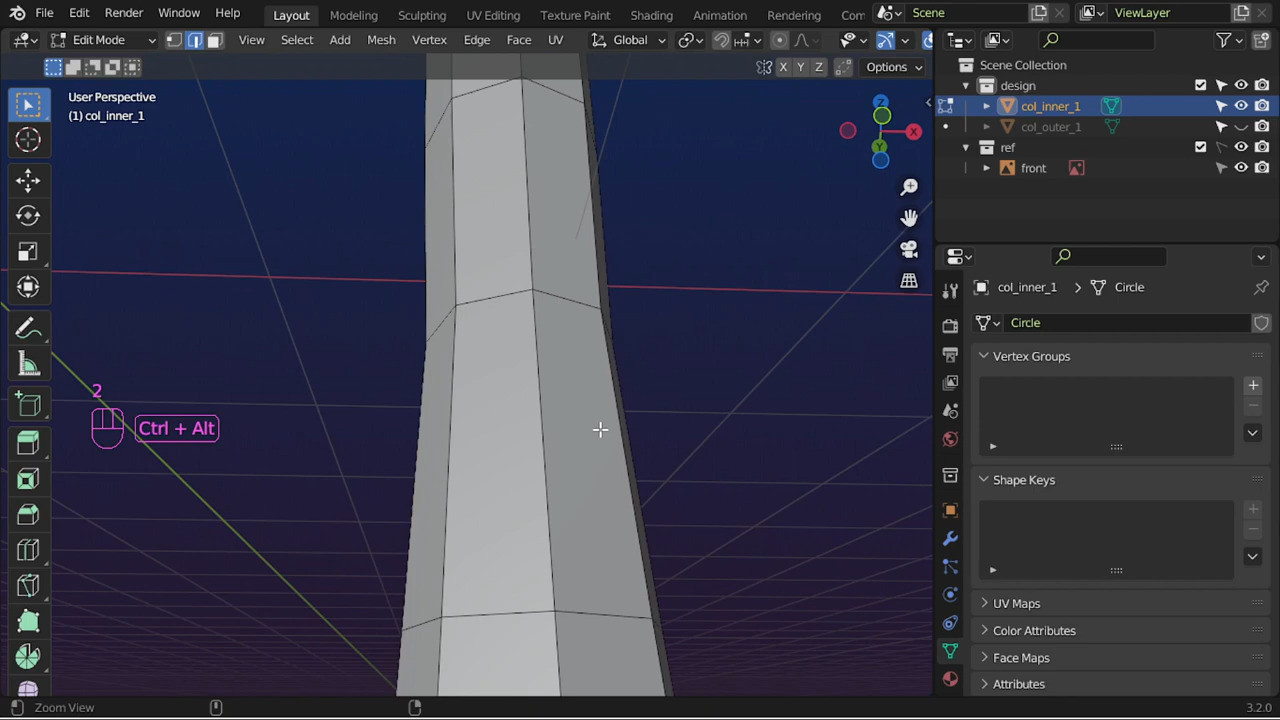 File Edit Render Window Help Layout Modeling Sculpting UV Editing Texture Paint Shading Animation Rendering Com Scene ViewLayer
Edit Mode View Select Add Mesh Vertex Edge Face UV Global
X Y Z Options
Scene Collection
design
col_inner_1
col_outer_1
ref
front
User Perspective
(1) col_inner_1
Z
X
Y
2
Ctrl + Alt
col_inner_1 > Circle
Circle
Vertex Groups
Shape Keys
UV Maps
Color Attributes
Face Maps
Attributes
Zoom View
3.2.0